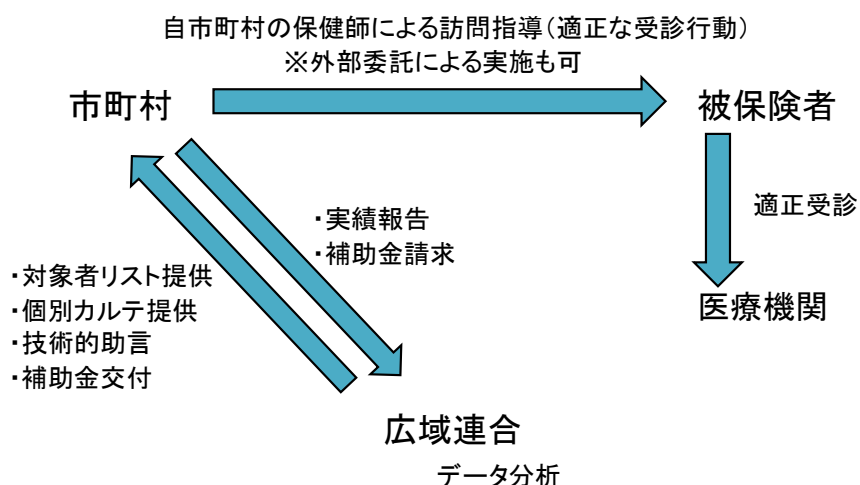 自市町村の保健師による訪問指導(適正な受診行動)
※外部委託による実施も可
市町村
被保険者
適正受診
医療機関
・実績報告
・補助金請求
・対象者リスト提供
・個別カルテ提供
・技術的助言
・補助金交付
広域連合
データ分析